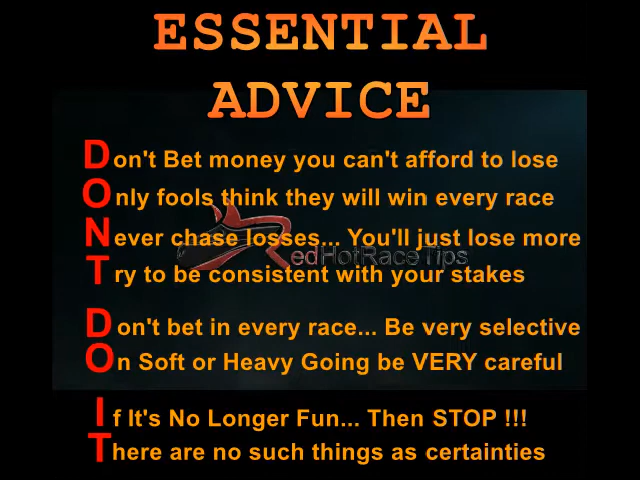 ESSENTIAL
ADVICE
Don't Bet money you can't afford to lose
Only fools think they will win every race
Never chase losses... You'll just lose more
RedHotRace Tips
Try to be consistent with your stakes
Don't bet in every race... Be very selective
On Soft or Heavy Going be VERY careful
If It's No Longer Fun... Then STOP !!!
There are no such things as certainties